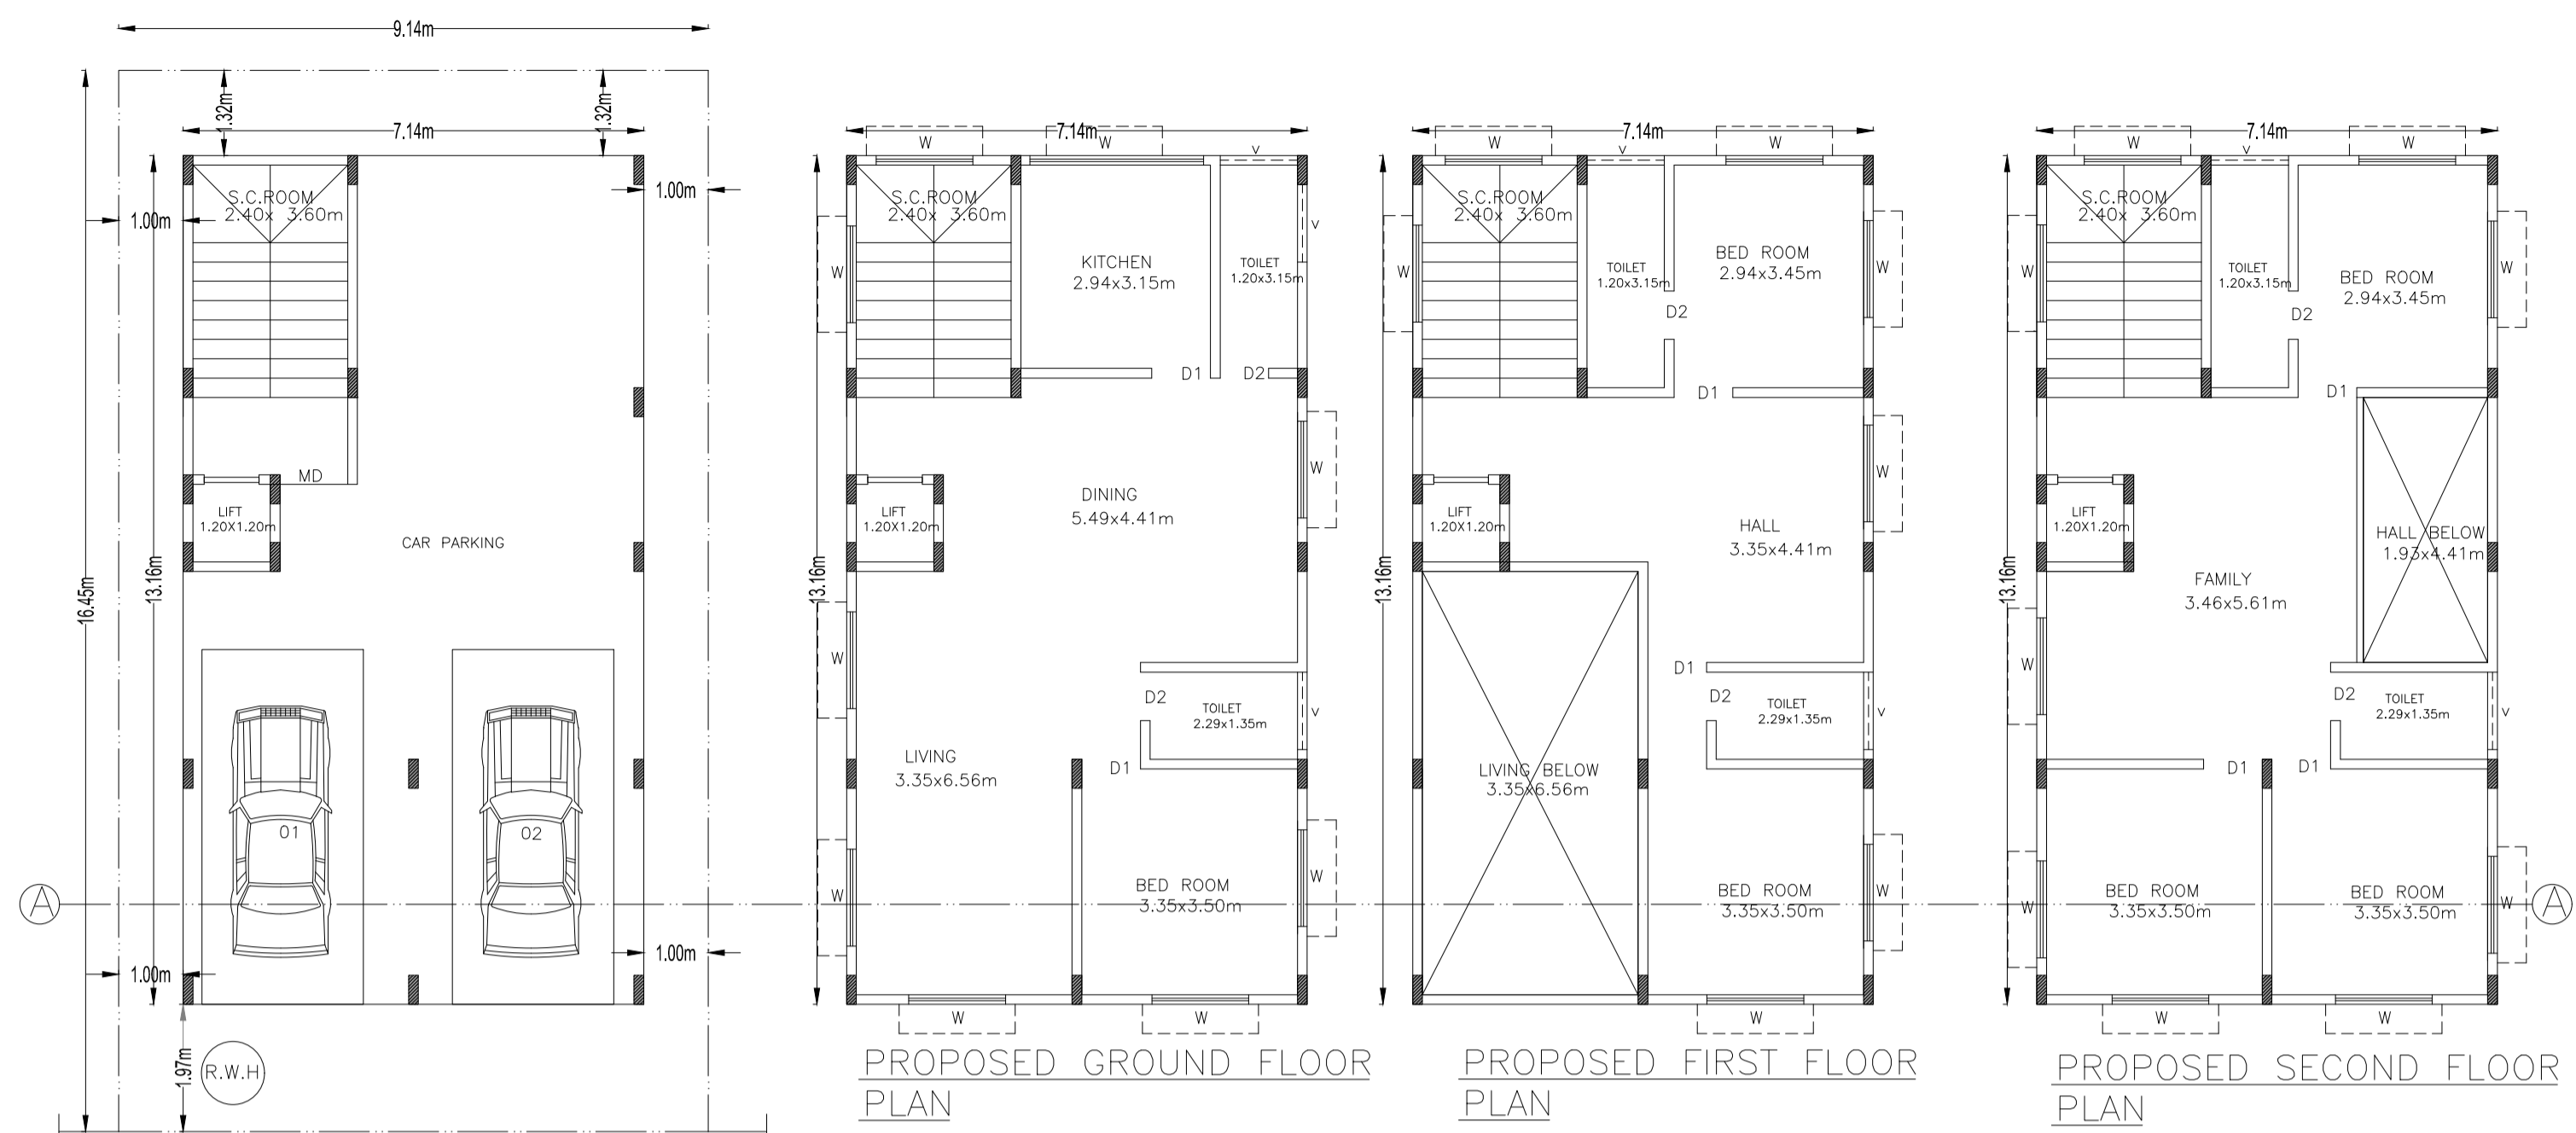 9.14m
1.32m
1.32m
7.14m
1.00m
1.00m
S.C.ROOM
2.40x 3.60m
MD
LIFT
1.20X1.20m
CAR PARKING
16.45m
13.16m
01
02
A
1.00m
1.00m
1.97m
R.W.H
7.14m
W
W
V
S.C.ROOM
2.40x 3.60m
W
KITCHEN
2.94x3.15m
TOILET
1.20x3.15m
V
D1
D2
W
DINING
5.49x4.41m
LIFT
1.20X1.20m
13.16m
W
D2
TOILET
2.29x1.35m
V
LIVING
3.35x6.56m
D1
W
BED ROOM
3.35x3.50m
W
W
W
PROPOSED GROUND FLOOR
PLAN
7.14m
W
V
W
S.C.ROOM
2.40x 3.60m
W
TOILET
1.20x3.15m
BED ROOM
2.94x3.45m
W
D2
D1
W
LIFT
1.20X1.20m
HALL
3.35x4.41m
13.16m
D1
D2
TOILET
2.29x1.35m
V
LIVING BELOW
3.35x6.56m
BED ROOM
3.35x3.50m
W
W
PROPOSED FIRST FLOOR
PLAN
7.14m
W
V
W
S.C.ROOM
2.40x 3.60m
W
TOILET
1.20x3.15m
BED ROOM
2.94x3.45m
W
D2
D1
LIFT
1.20X1.20m
HALL BELOW
1.93x4.41m
13.16m
FAMILY
3.46x5.61m
W
D2
TOILET
2.29x1.35m
V
D1
D1
BED ROOM
3.35x3.50m
BED ROOM
3.35x3.50m
W
W
A
W
W
PROPOSED SECOND FLOOR
PLAN